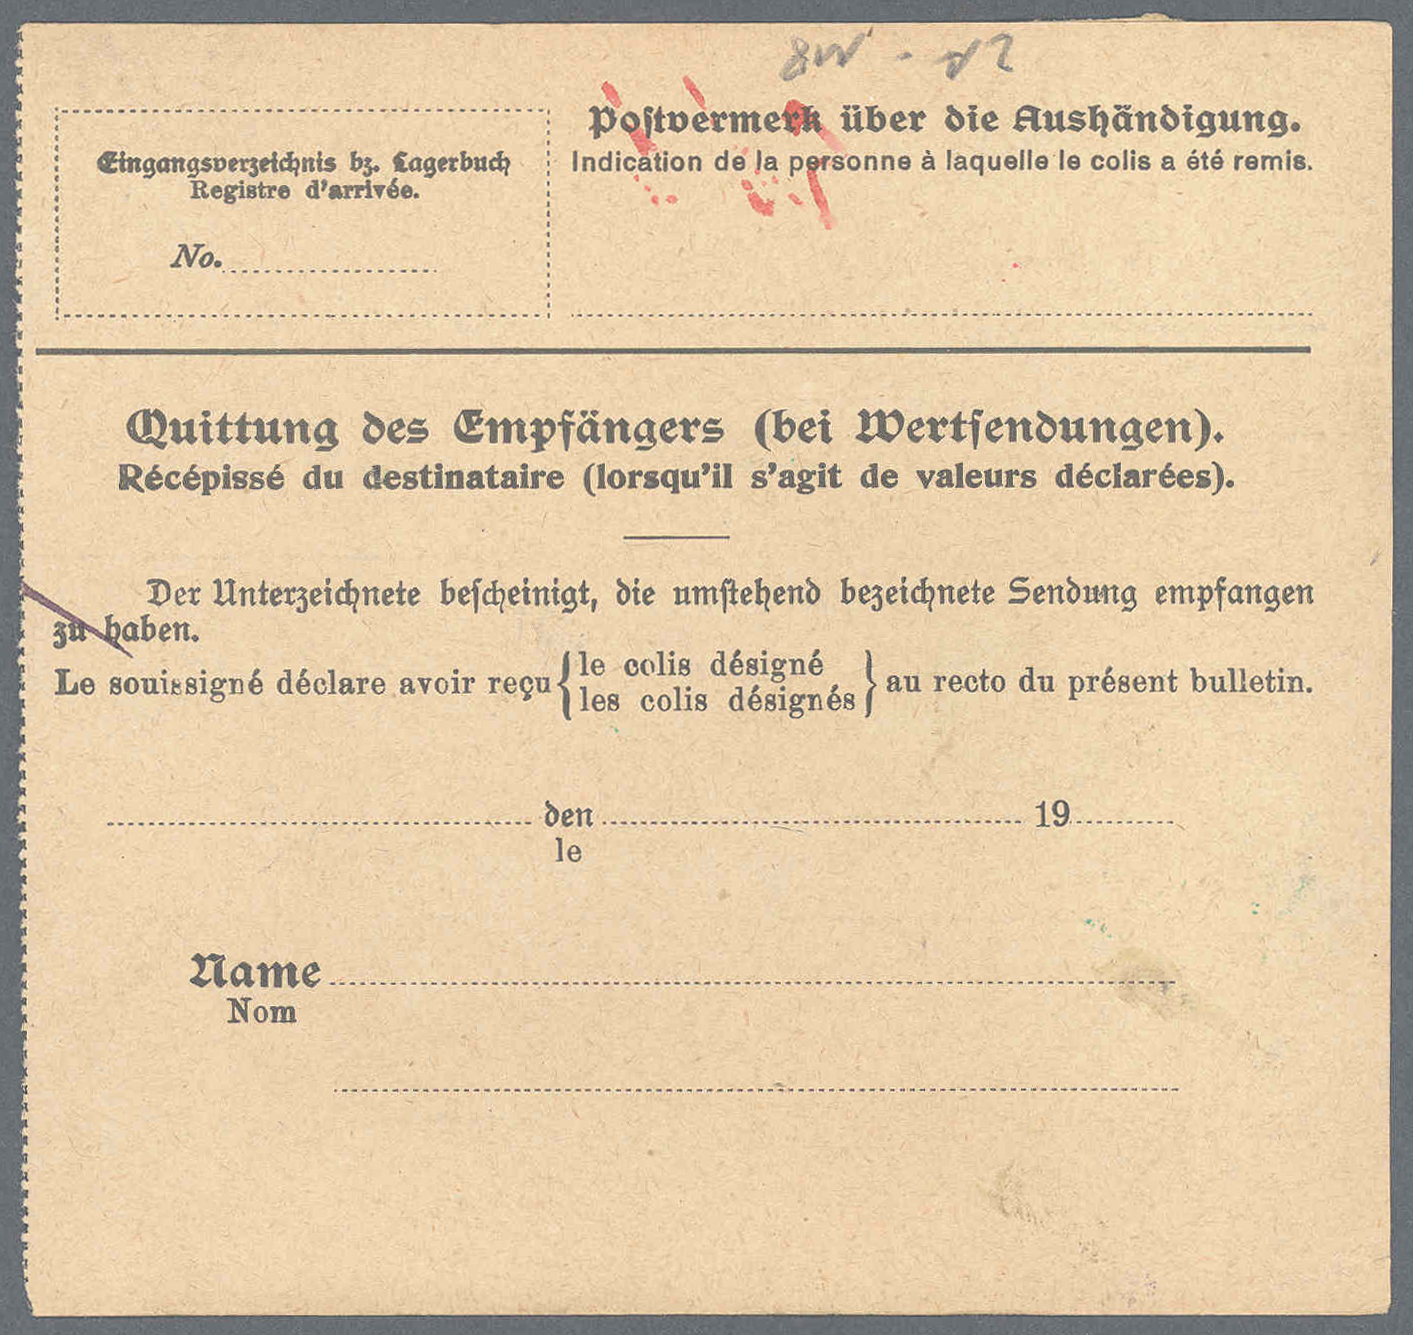 Postvermerk über die Aushändigung.
Indication de la personne à laquelle le colis a été remis.
Eingangsverzeichnis bz. Lagerbuch
Registre d'arrivée.
No.
Quittung des Empfängers (bei Wertsendungen).
Récépissé du destinataire (lorsqu'il s'agit de valeurs déclarées).
Der Unterzeichnete bescheinigt, die umstehend bezeichnete Sendung empfangen
zu haben.
Le soussigné déclare avoir reçu { le colis désigné } au recto du présent bulletin.
les colis désignés
den 19
le
Name
Nom